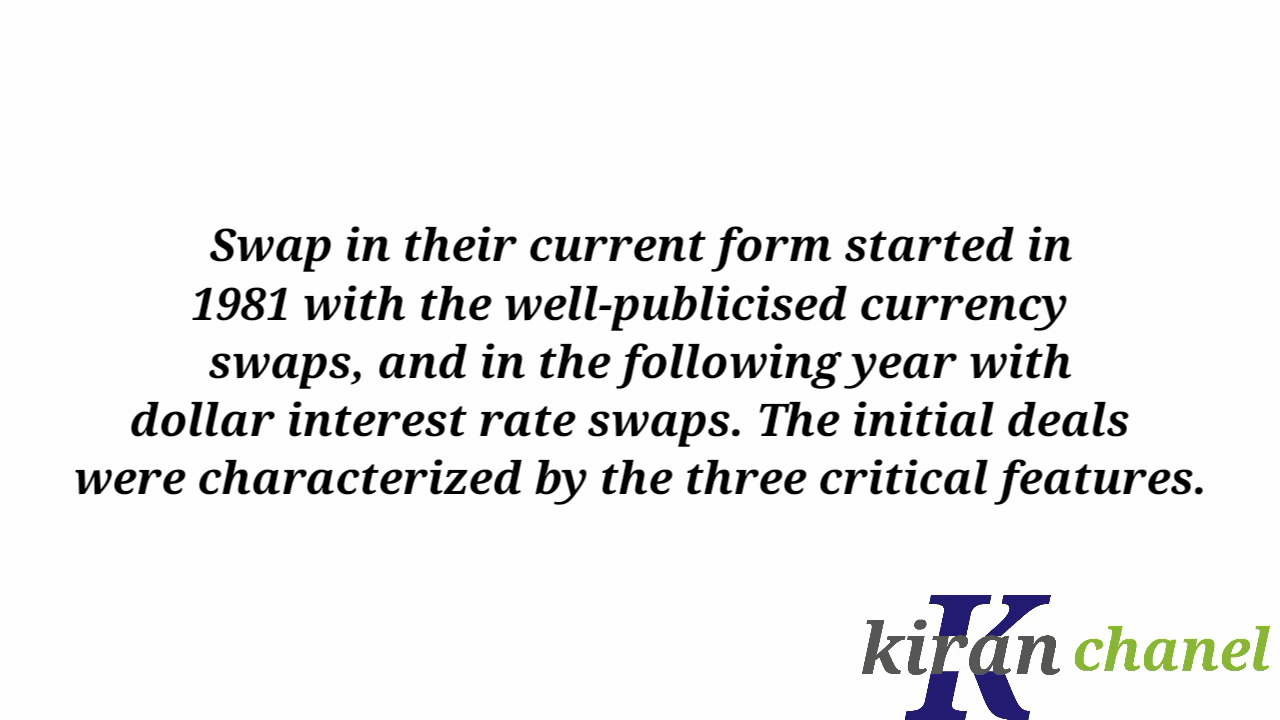 Swap in their current form started in
1981 with the well-publicised currency
swaps, and in the following year with
dollar interest rate swaps. The initial deals
were characterized by the three critical features.
K
kiran chanel